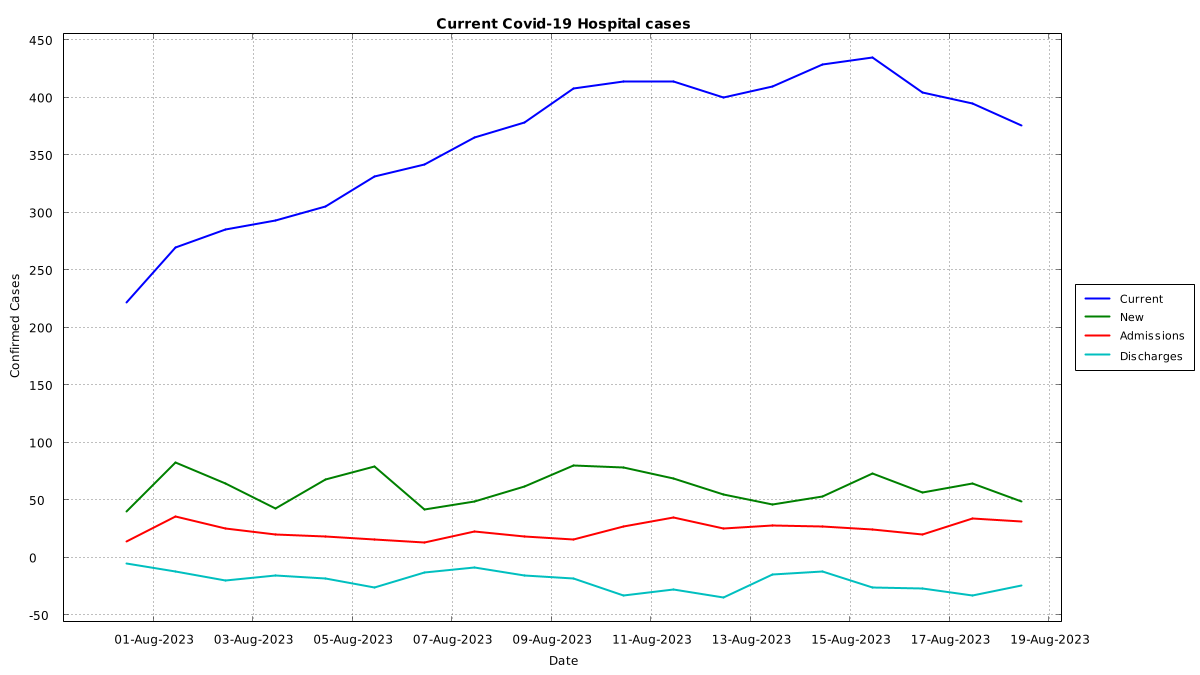 Current Covid-19 Hospital cases
450
400
350
300
250
200
150
100
50
0
-50
Confirmed Cases
01-Aug-2023 03-Aug-2023 05-Aug-2023 07-Aug-2023 09-Aug-2023 11-Aug-2023 13-Aug-2023 15-Aug-2023 17-Aug-2023 19-Aug-2023
Date
Current
New
Admissions
Discharges